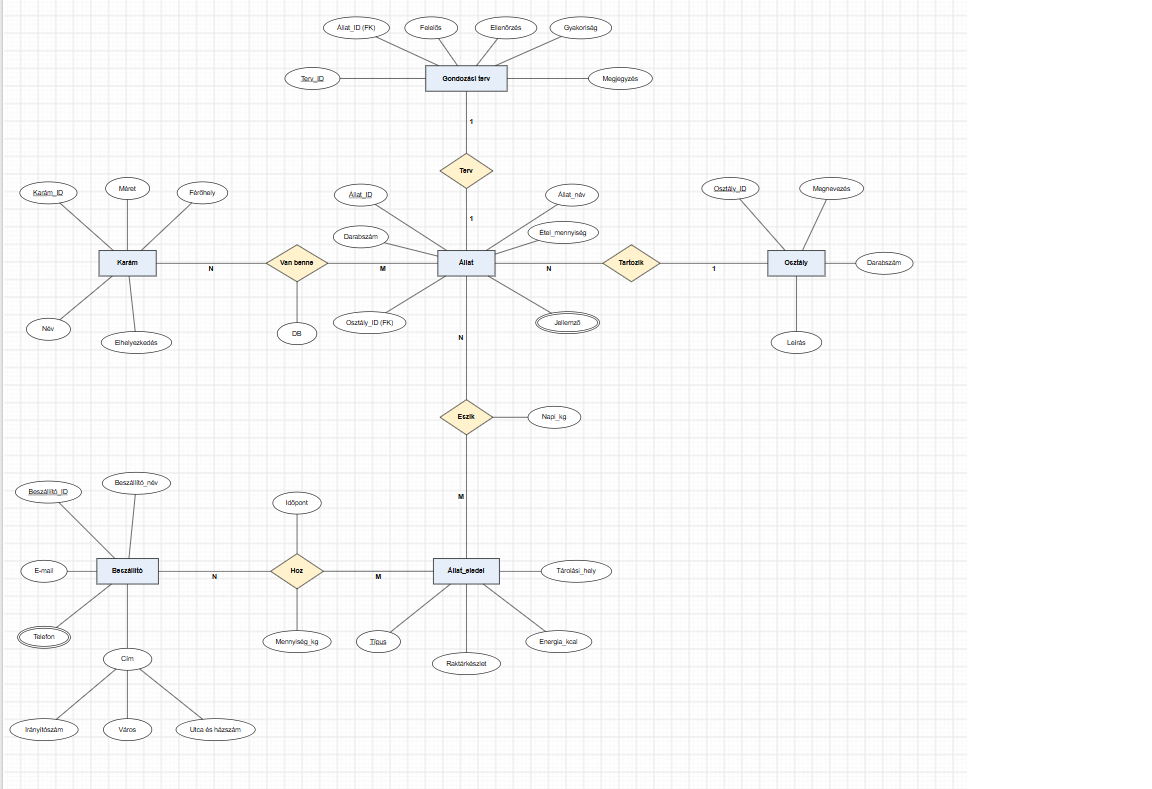 Állat_ID (FK)
Felelős
Ellenőrzés
Gyakoriság
Terv_ID
Gondozási terv
Megjegyzés
1
Terv
Karám_ID
Méret
Férőhely
Állat_ID
Állat_név
Osztály_ID
Megnevezés
1
Darabszám
Etel_mennyiség
Karám
N
Van benne
M
Állat
N
Tartozik
1
Osztály
Darabszám
Név
Elhelyezkedés
DB
Osztály_ID (FK)
Jellemző
Leírás
N
Eszik
Napi_kg
Beszállító_ID
Beszállító_név
M
Időpont
E-mail
Beszállító
N
Hoz
M
Állat_eledel
Tárolási_hely
Telefon
Mennyiség_kg
Típus
Energia_kcal
Cím
Raktárkészlet
Irányítószám
Város
Utca és házszám